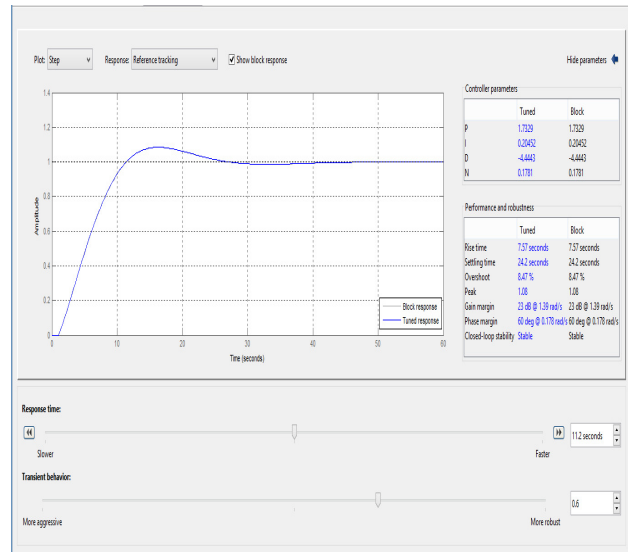 Plot: Step Response: Reference tracking Show block response Hide parameters
Controller parameters
Tuned Block
P 1.7329 1.7329
I 0.20452 0.20452
D -4.4443 -4.4443
N 0.1781 0.1781
Performance and robustness
Tuned Block
Rise time 7.57 seconds 7.57 seconds
Settling time 24.2 seconds 24.2 seconds
Overshoot 8.47 % 8.47 %
Peak 1.08 1.08
Gain margin 23 dB @ 1.39 rad/s 23 dB @ 1.39 rad/s
Phase margin 60 deg @ 0.178 rad/s 60 deg @ 0.178 rad/s
Closed-loop stability Stable Stable
1.4
1.2
1
0.8
0.6
0.4
0.2
0
Amplitude
Block response
Tuned response
0 10 20 30 40 50 60
Time (seconds)
Response time:
11.2 seconds
Slower Faster
Transient behavior:
0.6
More aggressive More robust